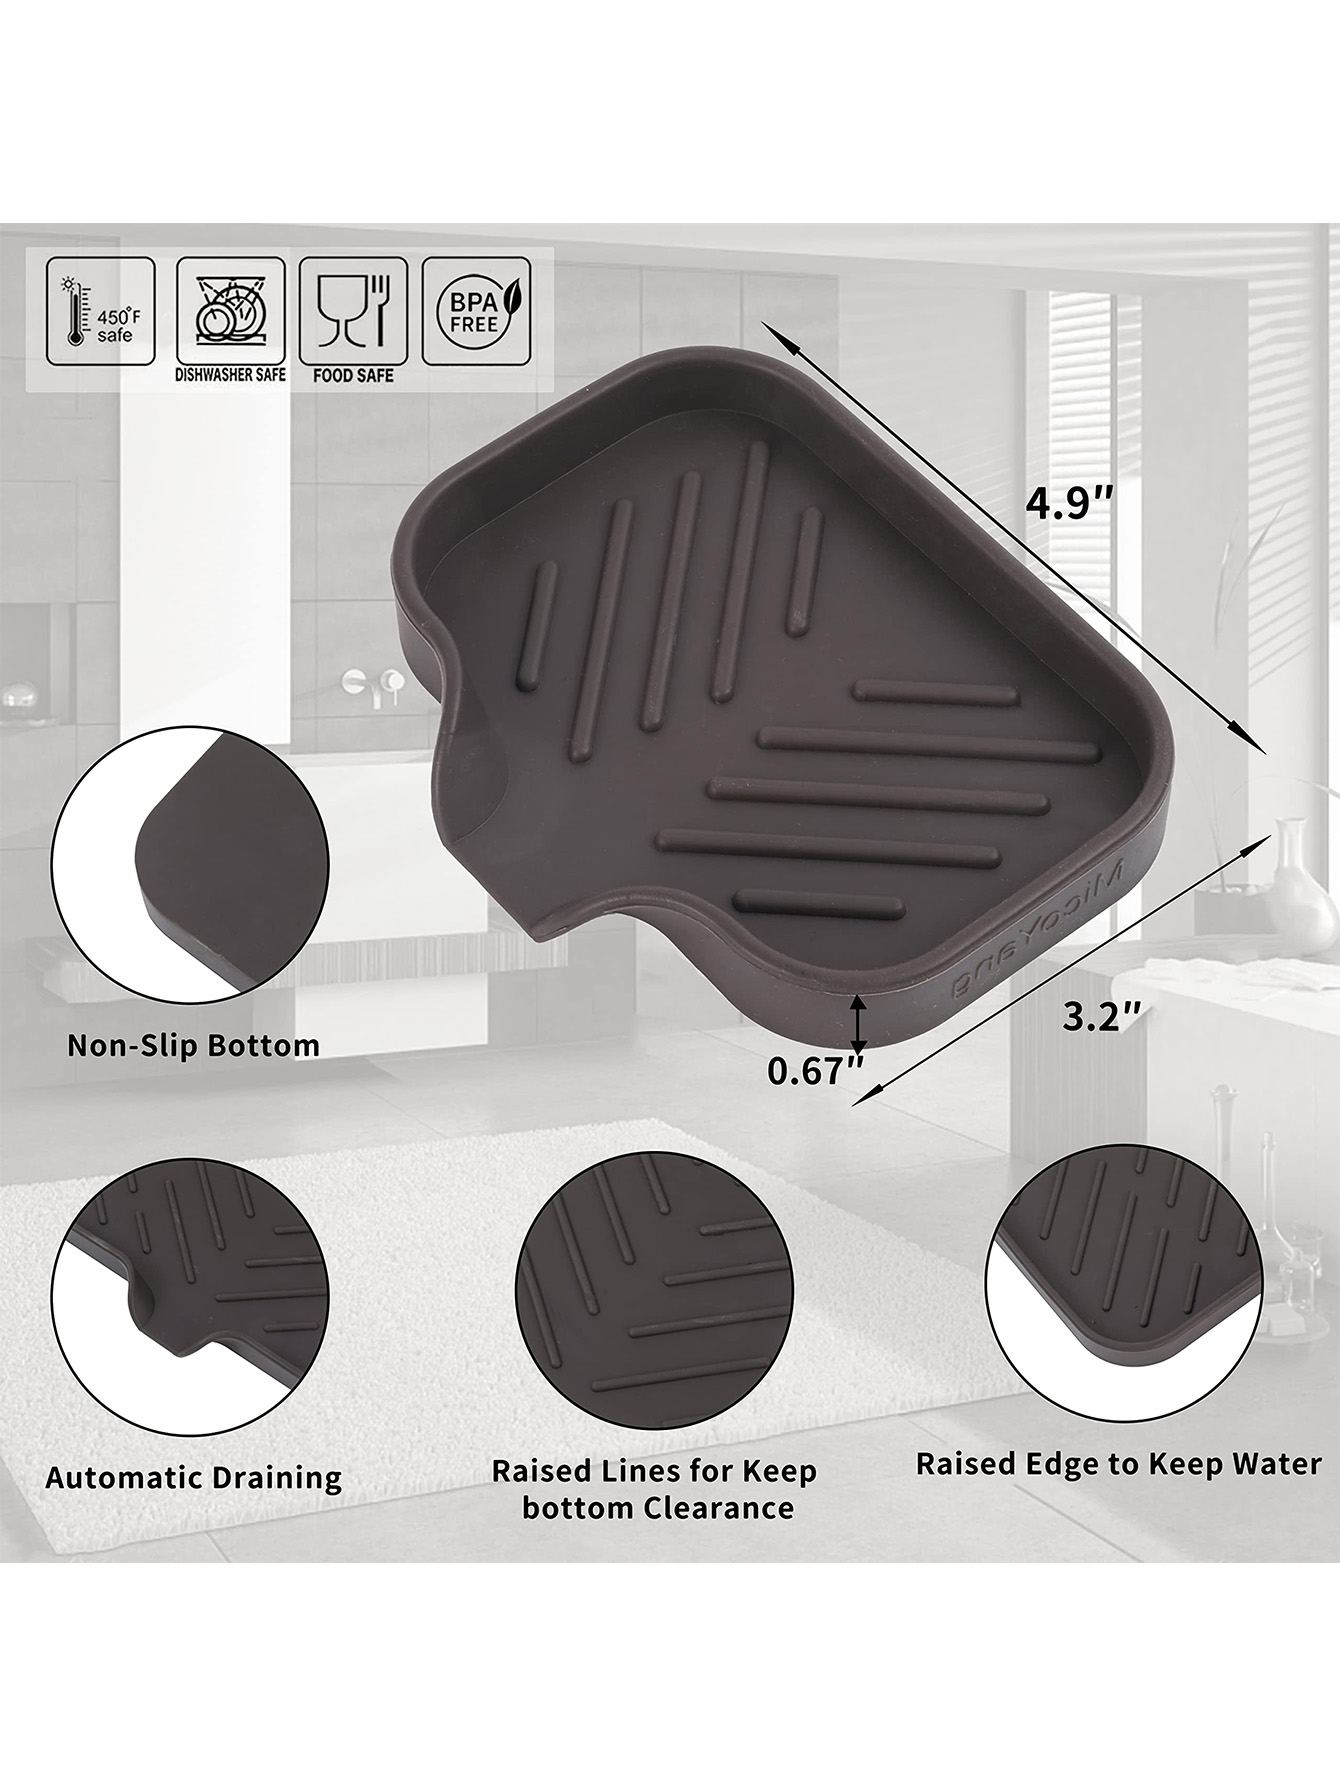 450°F
safe
DISHWASHER SAFE
FOOD SAFE
BPA
FREE
4.9"
MicoYang
3.2"
0.67"
Non-Slip Bottom
Automatic Draining
Raised Lines for Keep
bottom Clearance
Raised Edge to Keep Water